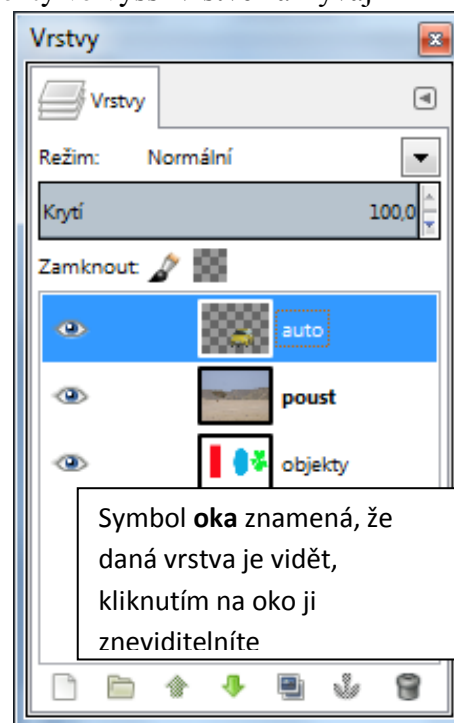 Vrstvy
Vrstvy
Režim: Normální
Krytí 100,0
Zamknout:
auto
poust
objekty
Symbol oka znamená, že
daná vrstva je vidět,
kliknutím na oko ji
zneviditelníte